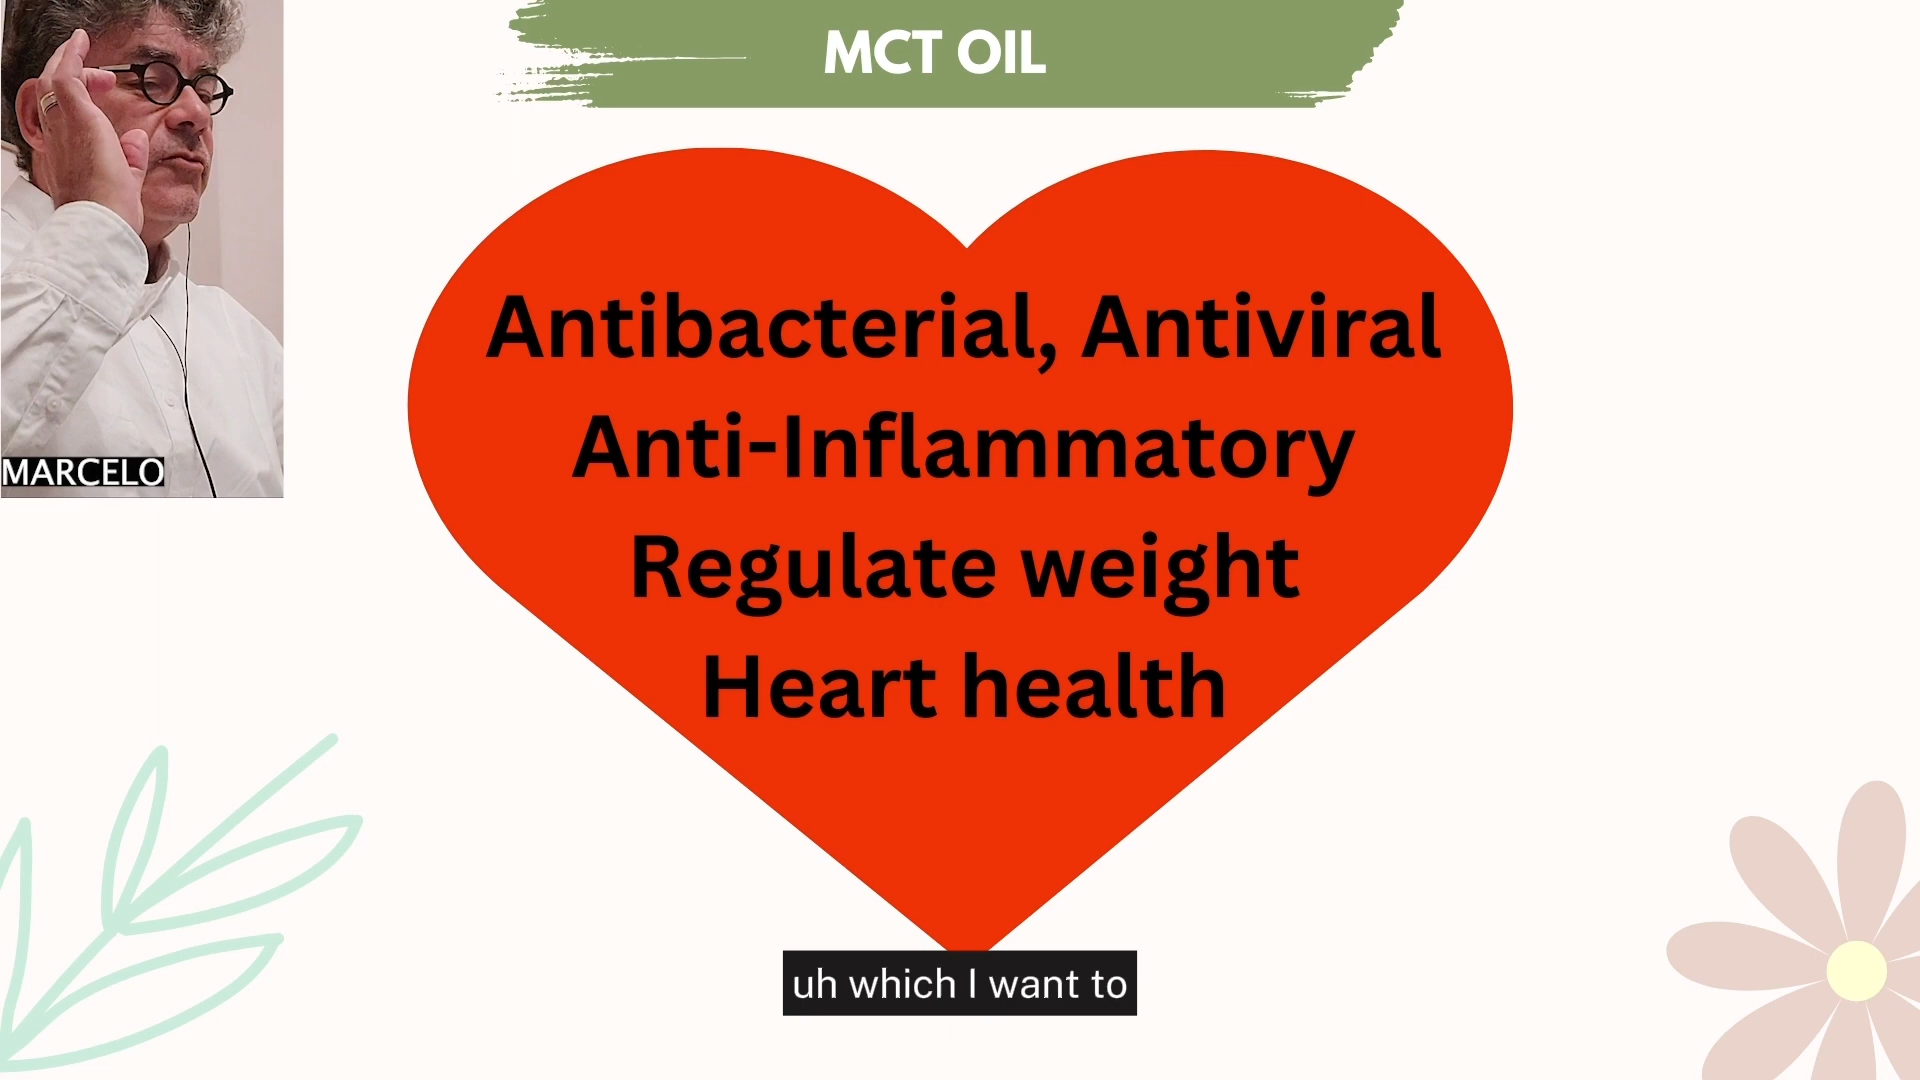 MCT OIL
Antibacterial, Antiviral
Anti-Inflammatory
Regulate weight
Heart health
MARCELO
uh which I want to